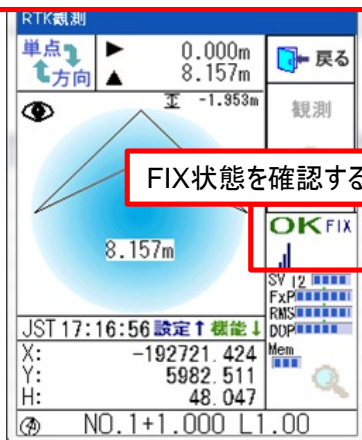 RTK観測
単点
方向
0.000m
8.157m
戻る
-1.953m
観測
FIX状態を確認する
OK FIX
8.157m
SV 12
FxP
RMS
DOP
JST 17:16:56 設定↑ 機能↓
X: -192721.424
Y: 5982.511
H: 48.047
Mem
NO.1+1.000 L1.00